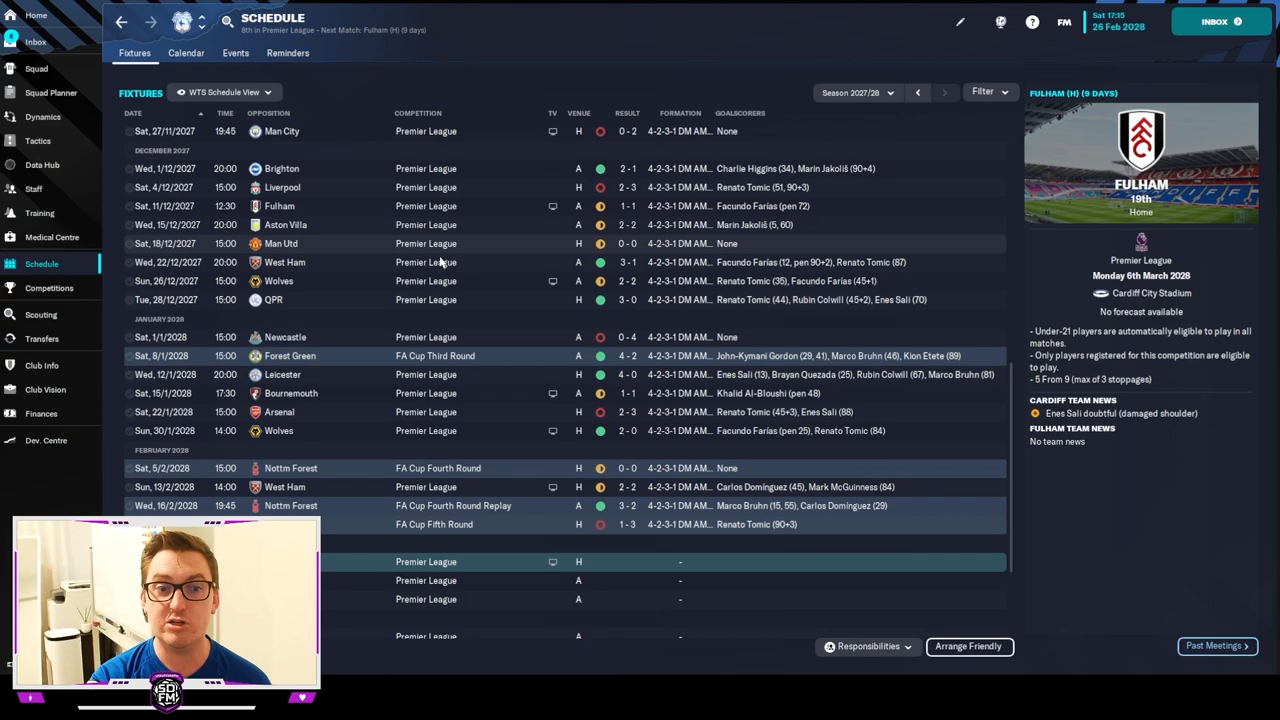 Home
SCHEDULE
8th in Premier League - Next Match: Fulham (H) (9 days)
FM
Sat 17:15
26 Feb 2028
INBOX
Inbox
Squad
Squad Planner
Dynamics
Tactics
Data Hub
Staff
Training
Medical Centre
Schedule
Competitions
Scouting
Transfers
Club Info
Club Vision
Finances
Dev. Centre
Fixtures Calendar Events Reminders
FIXTURES WTS Schedule View Season 2027/28 Filter
DATE TIME OPPOSITION COMPETITION TV VENUE RESULT FORMATION GOALSCORERS
Sat, 27/11/2027 19:45 Man City Premier League H 0 - 2 4-2-3-1 DM AM... None
DECEMBER 2027
Wed, 1/12/2027 20:00 Brighton Premier League A 2 - 1 4-2-3-1 DM AM... Charlie Higgins (34), Marin Jakoliš (90+4)
Sat, 4/12/2027 15:00 Liverpool Premier League H 2 - 3 4-2-3-1 DM AM... Renato Tomic (51, 90+3)
Sat, 11/12/2027 12:30 Fulham Premier League A 1 - 1 4-2-3-1 DM AM... Facundo Farías (pen 72)
Wed, 15/12/2027 20:00 Aston Villa Premier League A 2 - 2 4-2-3-1 DM AM... Marin Jakoliš (5, 60)
Sat, 18/12/2027 15:00 Man Utd Premier League H 0 - 0 4-2-3-1 DM AM... None
Wed, 22/12/2027 20:00 West Ham Premier League A 3 - 1 4-2-3-1 DM AM... Facundo Farías (12, pen 90+2), Renato Tomic (87)
Sun, 26/12/2027 15:00 Wolves Premier League A 2 - 2 4-2-3-1 DM AM... Renato Tomic (35), Facundo Farías (45+1)
Tue, 28/12/2027 15:00 QPR Premier League H 3 - 0 4-2-3-1 DM AM... Renato Tomic (44), Rubin Colwill (45+2), Enes Sali (70)
JANUARY 2028
Sat, 1/1/2028 15:00 Newcastle Premier League A 0 - 4 4-2-3-1 DM AM... None
Sat, 8/1/2028 15:00 Forest Green FA Cup Third Round A 4 - 2 4-2-3-1 DM AM... John-Kymani Gordon (29, 41), Marco Bruhn (46), Kion Etete (89)
Wed, 12/1/2028 20:00 Leicester Premier League H 4 - 0 4-2-3-1 DM AM... Enes Sali (13), Brayan Quezada (25), Rubin Colwill (67), Marco Bruhn (81)
Sat, 15/1/2028 17:30 Bournemouth Premier League A 1 - 1 4-2-3-1 DM AM... Khalid Al-Bloushi (pen 48)
Sat, 22/1/2028 15:00 Arsenal Premier League H 2 - 3 4-2-3-1 DM AM... Renato Tomic (45+3), Enes Sali (88)
Sun, 30/1/2028 14:00 Wolves Premier League H 2 - 0 4-2-3-1 DM AM... Facundo Farías (pen 25), Renato Tomic (84)
FEBRUARY 2028
Sat, 5/2/2028 15:00 Nottm Forest FA Cup Fourth Round H 0 - 0 4-2-3-1 DM AM... None
Sun, 13/2/2028 14:00 West Ham Premier League H 2 - 2 4-2-3-1 DM AM... Carlos Domínguez (45), Mark McGuinness (84)
Wed, 16/2/2028 19:45 Nottm Forest FA Cup Fourth Round Replay A 3 - 2 4-2-3-1 DM AM... Marco Bruhn (15, 55), Carlos Domínguez (29)
FA Cup Fifth Round H 1 - 3 4-2-3-1 DM AM... Renato Tomic (90+3)
Premier League H -
Premier League A -
Premier League A -
Premier League A -
Responsibilities Arrange Friendly
FULHAM (H) (9 DAYS)
FULHAM
19th
Home
Premier League
Monday 6th March 2028
Cardiff City Stadium
No forecast available
- Under-21 players are automatically eligible to play in all
matches.
- Only players registered for this competition are eligible
to play.
- 5 From 9 (max of 3 stoppages)
CARDIFF TEAM NEWS
Enes Sali doubtful (damaged shoulder)
FULHAM TEAM NEWS
No team news
Past Meetings
SD
FM